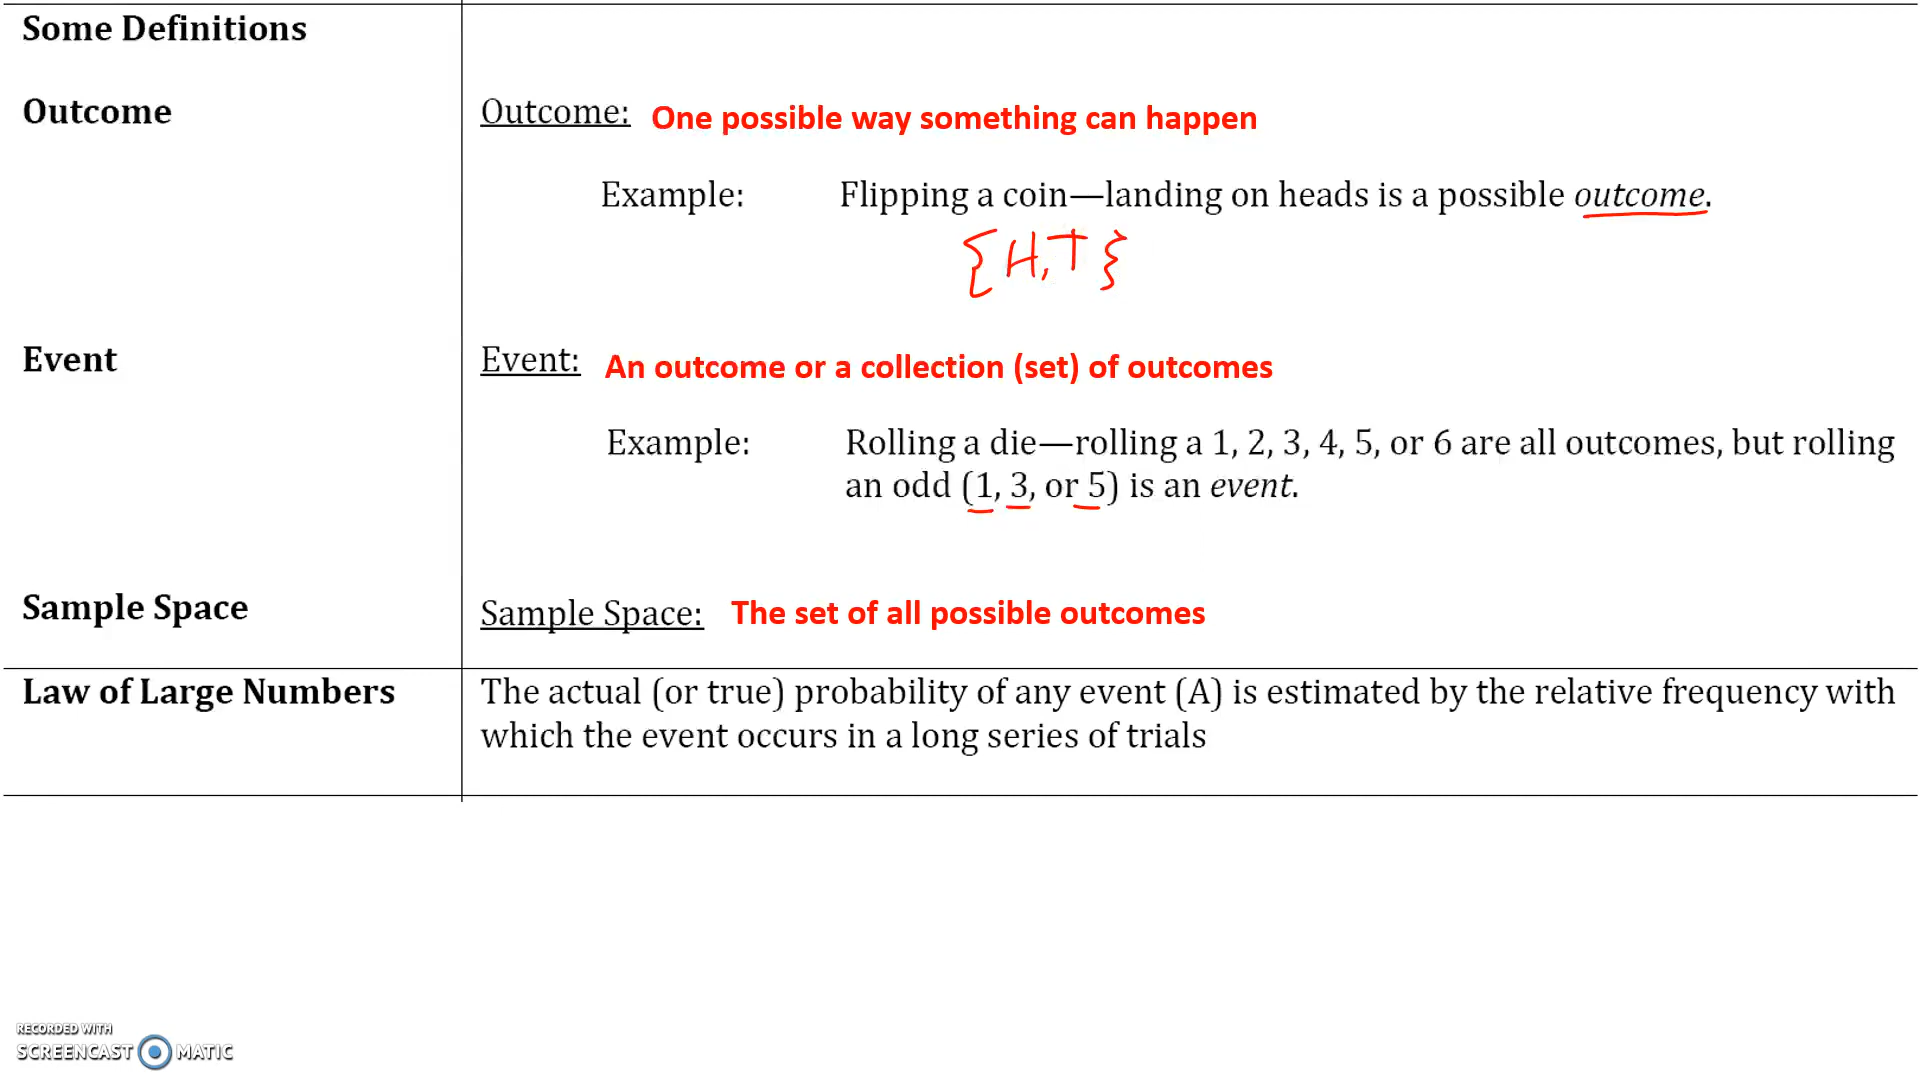 Some Definitions
Outcome
Outcome: One possible way something can happen
Example: Flipping a coin—landing on heads is a possible outcome.
{H,T}
Event
Event: An outcome or a collection (set) of outcomes
Example: Rolling a die—rolling a 1, 2, 3, 4, 5, or 6 are all outcomes, but rolling
an odd (1, 3, or 5) is an event.
Sample Space
Sample Space: The set of all possible outcomes
Law of Large Numbers
The actual (or true) probability of any event (A) is estimated by the relative frequency with
which the event occurs in a long series of trials
RECORDED WITH
SCREENCAST MATIC